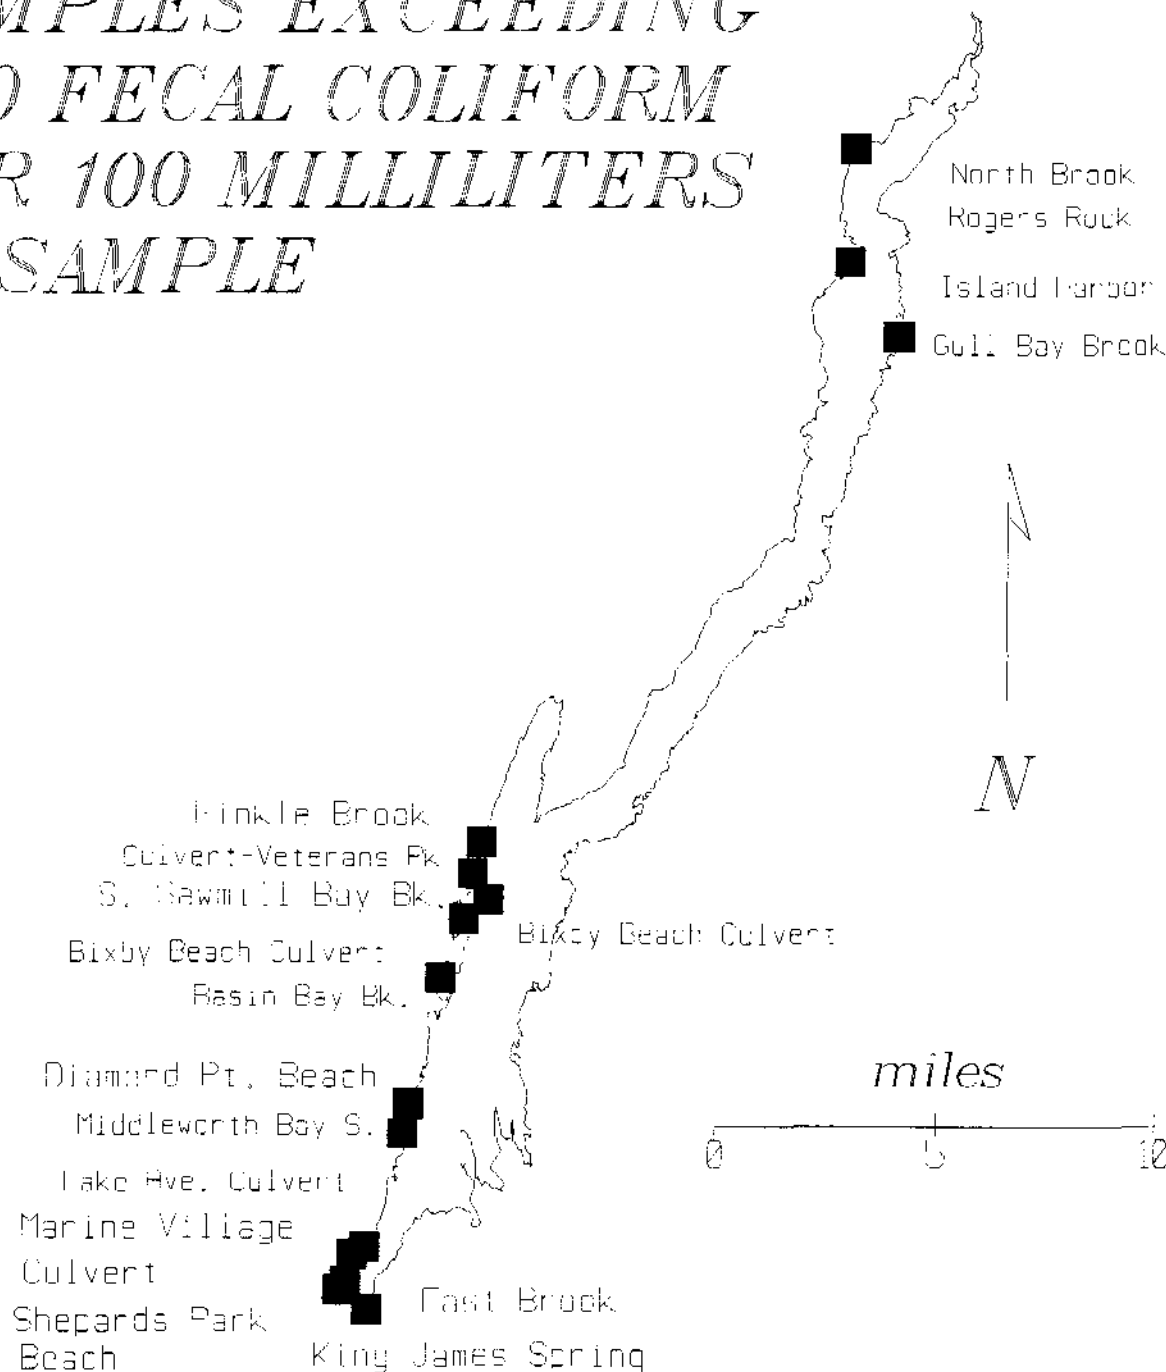 MPLES EXCEEDING
0 FECAL COLIFORM
R 100 MILLILITERS
SAMPLE
North Brook
Rogers Rock
Island Harbor
Gull Bay Brook
N
Finkle Brook
Culvert-Veterans Pk
S. Sawmill Bay Bk.
Bixby Beach Culvert
Bixby Beach Culvert
Basin Bay Bk.
Diamond Pt. Beach
Middleworth Bay S.
miles
0 5 10
Lake Ave. Culvert
Marine Village
Culvert
Shepards Park
Beach
East Brook
King James Spring